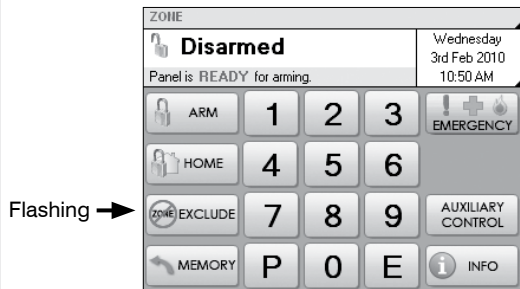 ZONE
Disarmed
Panel is READY for arming.
Wednesday
3rd Feb 2010
10:50 AM
ARM 1 2 3 EMERGENCY
HOME 4 5 6
Flashing ZONE EXCLUDE 7 8 9 AUXILIARY
CONTROL
MEMORY P 0 E i INFO